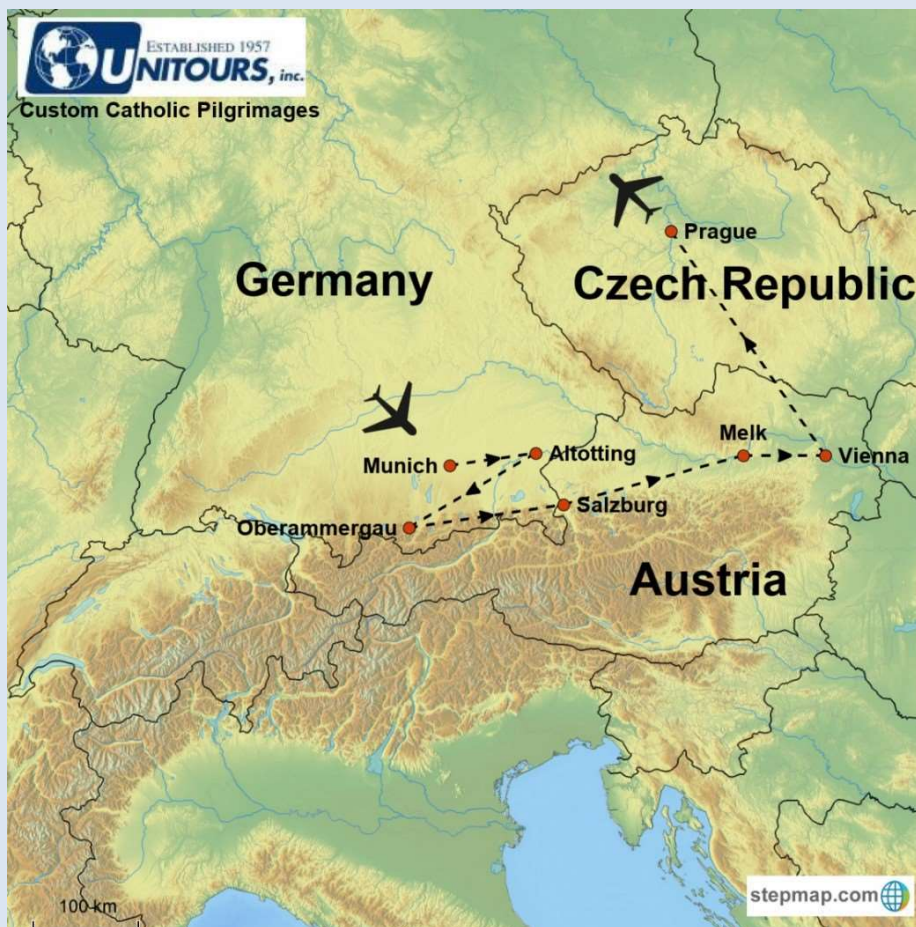 ESTABLISHED 1957
UNITOURS, inc.
Custom Catholic Pilgrimages
Prague
Germany
Czech Republic
Munich
Altotting
Melk
Vienna
Oberammergau
Salzburg
Austria
100 km
stepmap.com